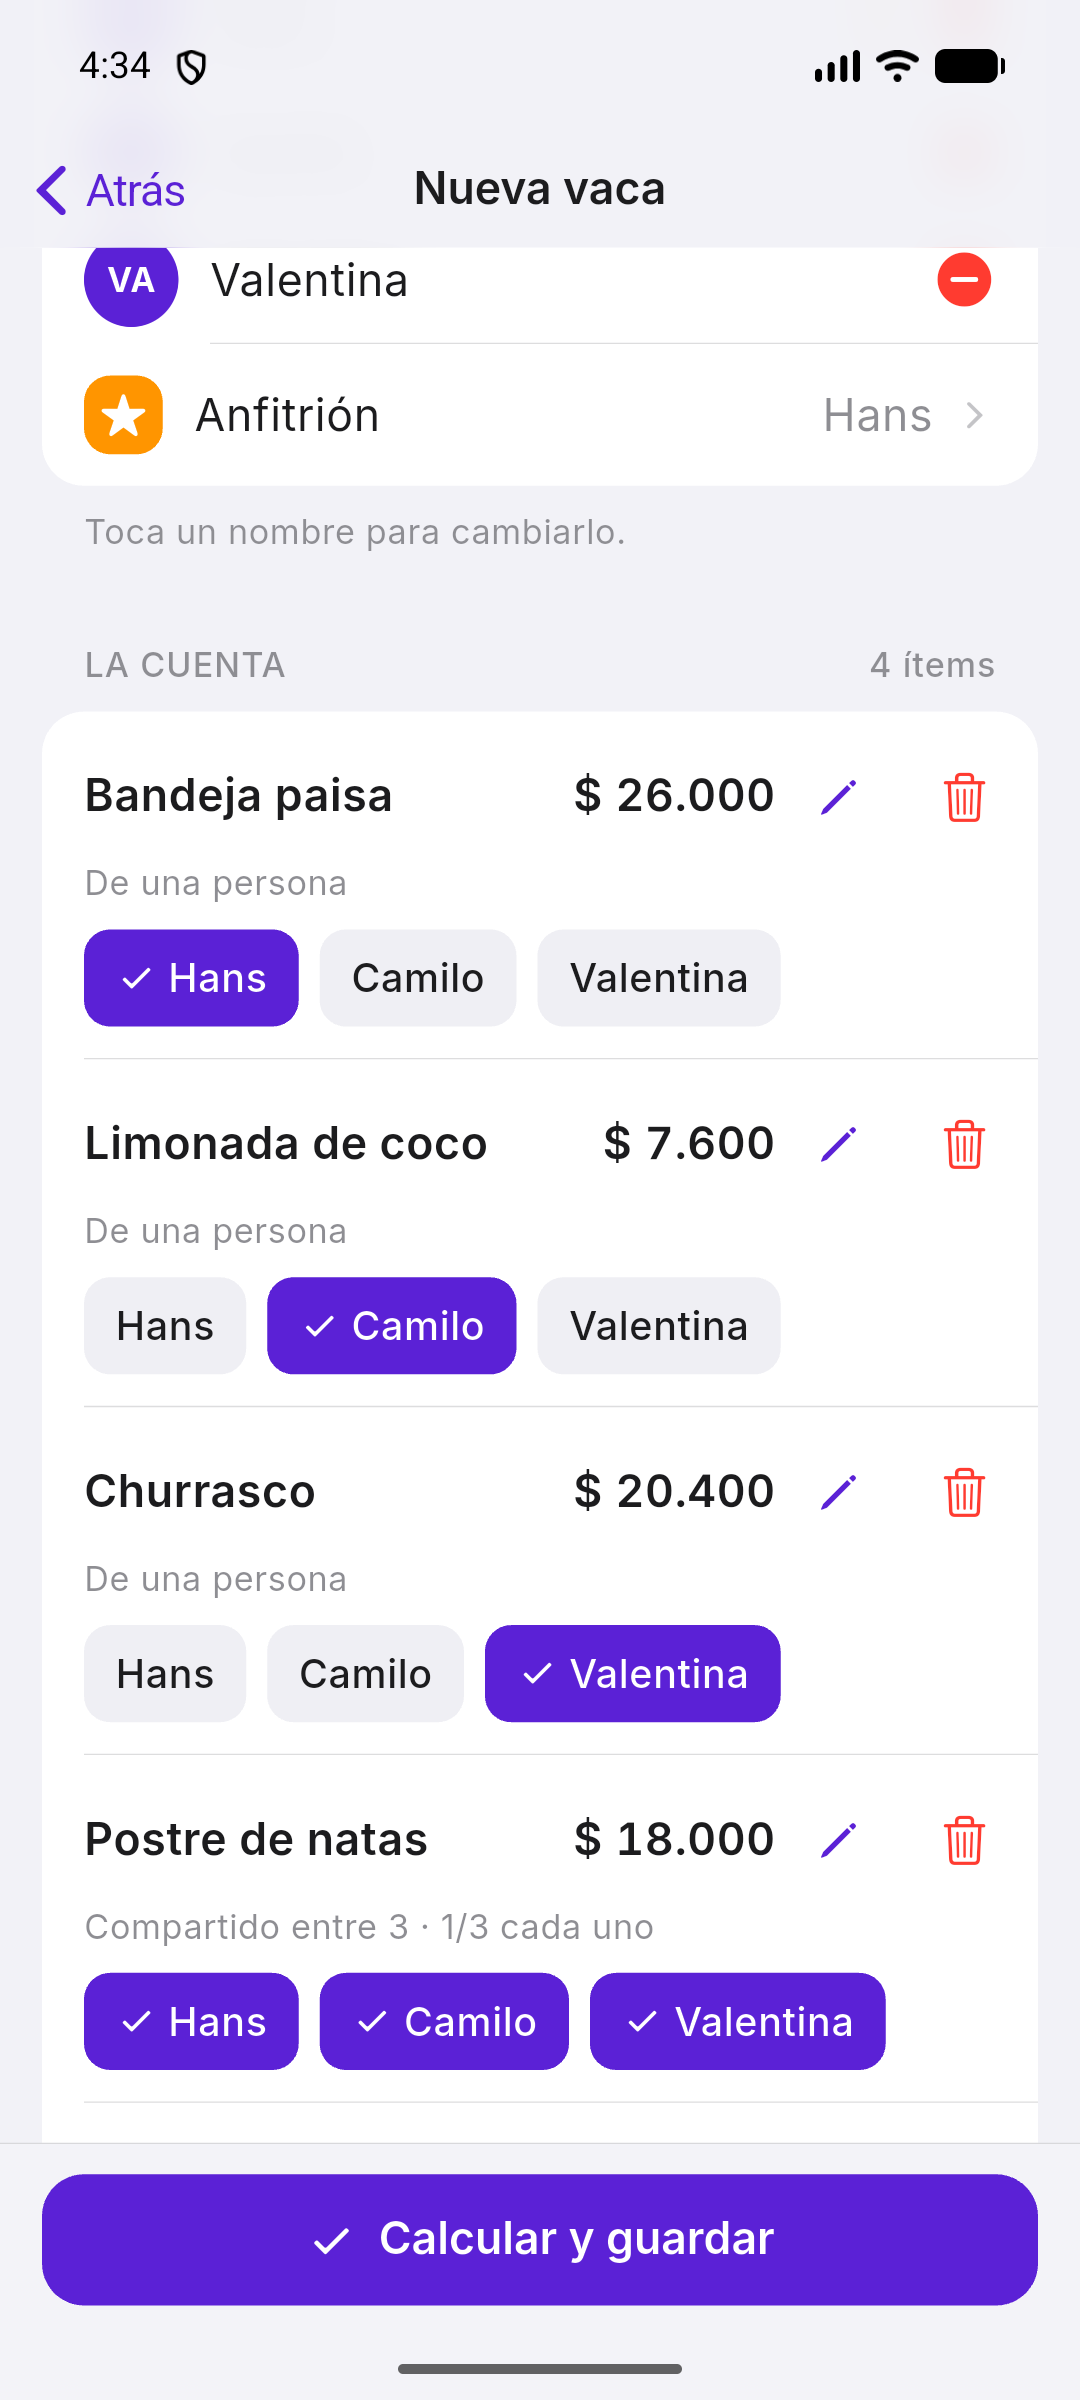 4:34
Atrás
Nueva vaca
VA Valentina
Anfitrión Hans
Toca un nombre para cambiarlo.
LA CUENTA 4 ítems
Bandeja paisa $ 26.000
De una persona
Hans Camilo Valentina
Limonada de coco $ 7.600
De una persona
Hans Camilo Valentina
Churrasco $ 20.400
De una persona
Hans Camilo Valentina
Postre de natas $ 18.000
Compartido entre 3 · 1/3 cada uno
Hans Camilo Valentina
Calcular y guardar